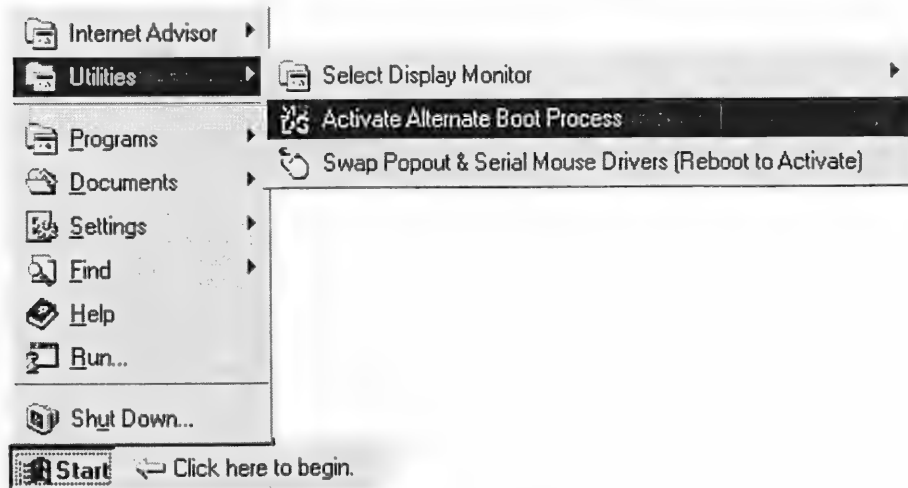 Internet Advisor
Utilities
Select Display Monitor
Activate Alternate Boot Process
Programs
Swap Popout & Serial Mouse Drivers (Reboot to Activate)
Documents
Settings
Find
Help
Run...
Shut Down...
Start Click here to begin.